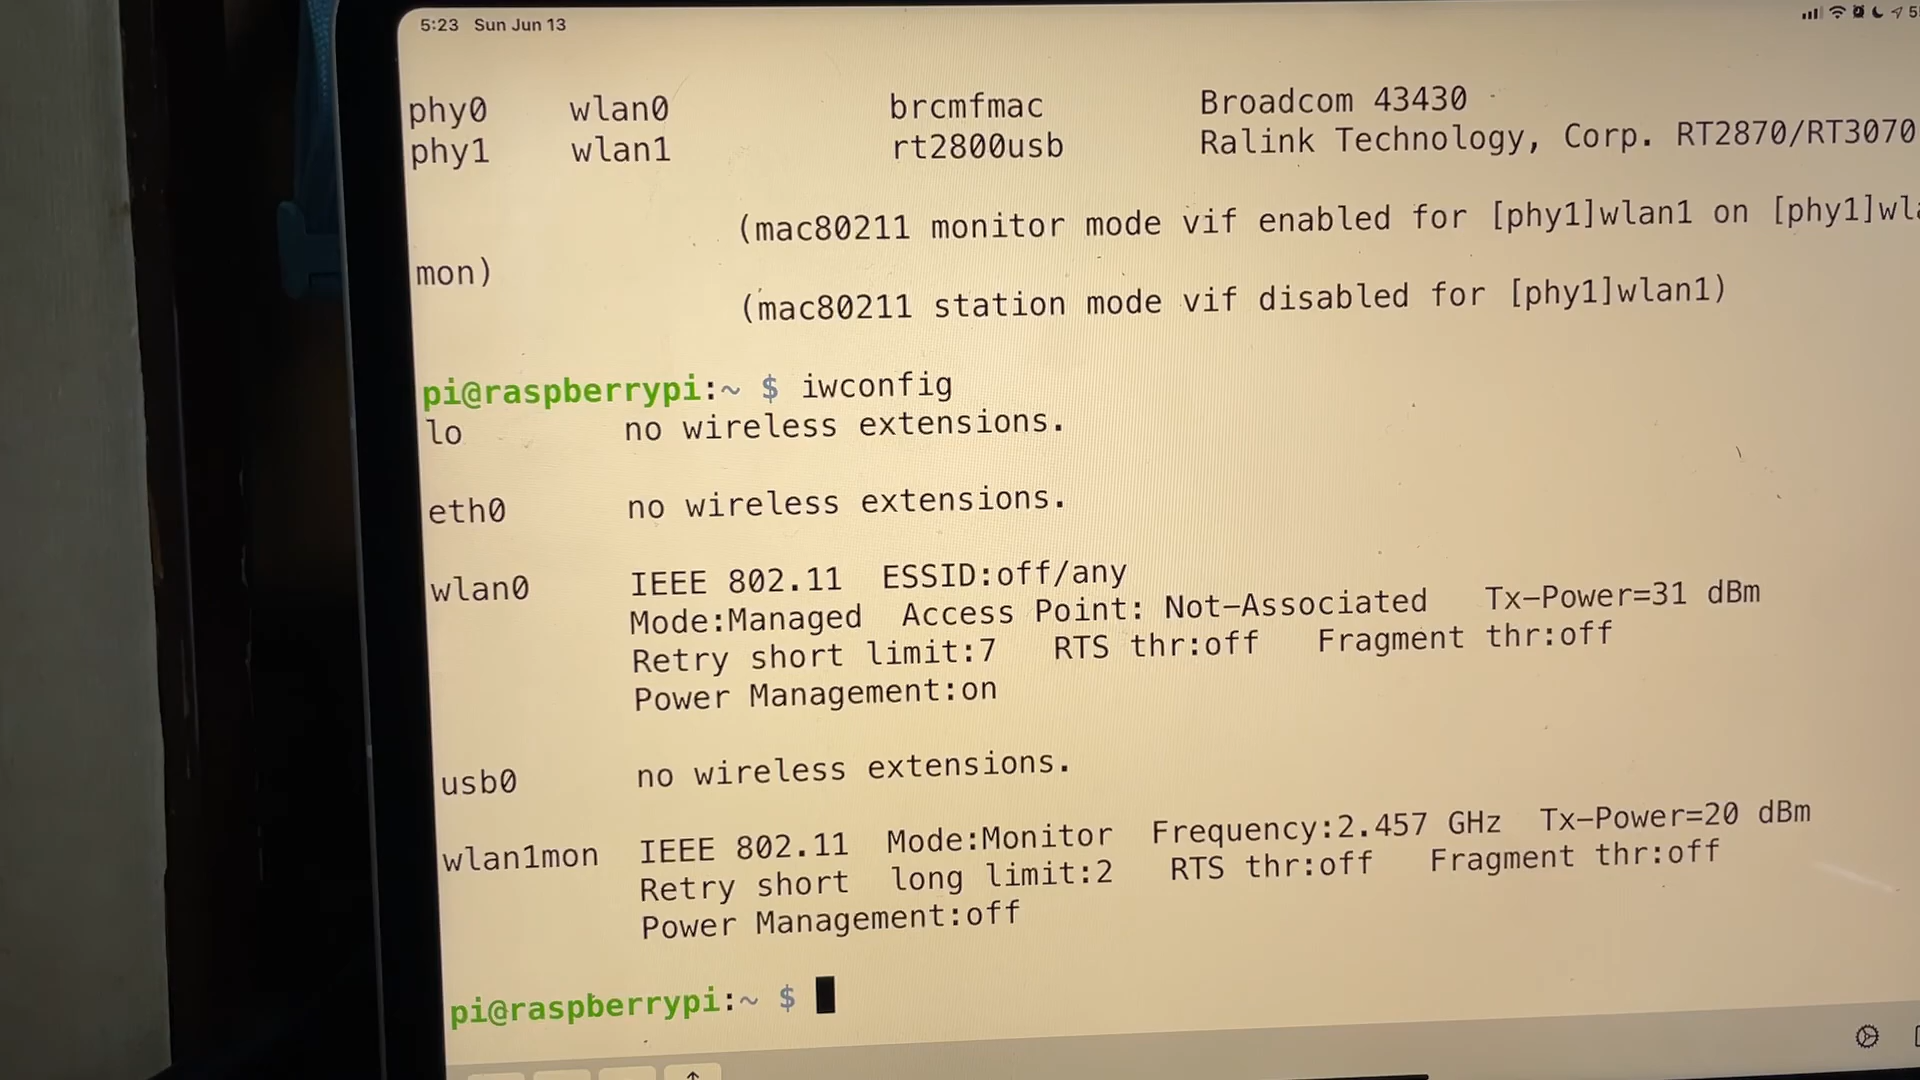 5:23 Sun Jun 13
phy0 wlan0 brcmfmac Broadcom 43430
phy1 wlan1 rt2800usb Ralink Technology, Corp. RT2870/RT3070
(mac80211 monitor mode vif enabled for [phy1]wlan1 on [phy1]wla
mon)
(mac80211 station mode vif disabled for [phy1]wlan1)
pi@raspberrypi:~ $ iwconfig
lo no wireless extensions.
eth0 no wireless extensions.
wlan0 IEEE 802.11 ESSID:off/any
Mode:Managed Access Point: Not-Associated Tx-Power=31 dBm
Retry short limit:7 RTS thr:off Fragment thr:off
Power Management:on
usb0 no wireless extensions.
wlan1mon IEEE 802.11 Mode:Monitor Frequency:2.457 GHz Tx-Power=20 dBm
Retry short long limit:2 RTS thr:off Fragment thr:off
Power Management:off
pi@raspberrypi:~ $